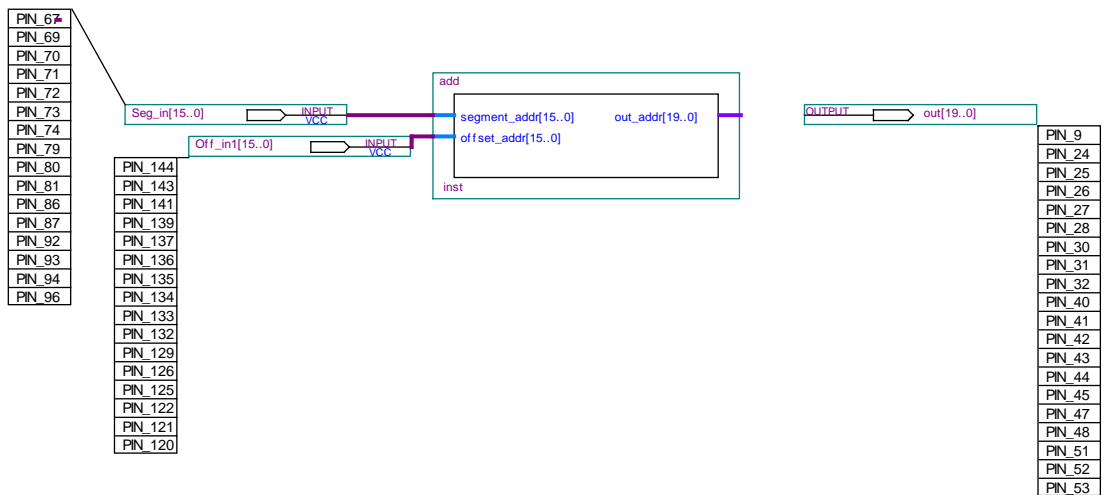 PIN_67
PIN_69
PIN_70
PIN_71
PIN_72
PIN_73
PIN_74
PIN_79
PIN_80
PIN_81
PIN_86
PIN_87
PIN_92
PIN_93
PIN_94
PIN_96
Seg_in[15..0]
INPUT
VCC
Off_in1[15..0]
INPUT
VCC
PIN_144
PIN_143
PIN_141
PIN_139
PIN_137
PIN_136
PIN_135
PIN_134
PIN_133
PIN_132
PIN_129
PIN_126
PIN_125
PIN_122
PIN_121
PIN_120
add
segment_addr[15..0] out_addr[19..0]
offset_addr[15..0]
inst
OUTPUT out[19..0]
PIN_9
PIN_24
PIN_25
PIN_26
PIN_27
PIN_28
PIN_30
PIN_31
PIN_32
PIN_40
PIN_41
PIN_42
PIN_43
PIN_44
PIN_45
PIN_47
PIN_48
PIN_51
PIN_52
PIN_53